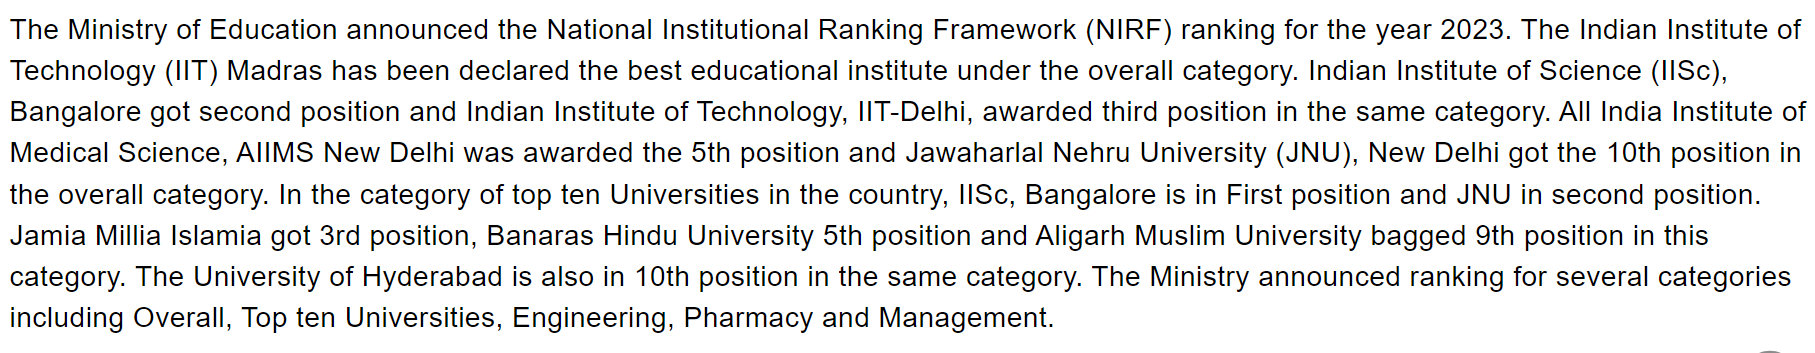 The Ministry of Education announced the National Institutional Ranking Framework (NIRF) ranking for the year 2023. The Indian Institute of
Technology (IIT) Madras has been declared the best educational institute under the overall category. Indian Institute of Science (IISc),
Bangalore got second position and Indian Institute of Technology, IIT-Delhi, awarded third position in the same category. All India Institute of
Medical Science, AIIMS New Delhi was awarded the 5th position and Jawaharlal Nehru University (JNU), New Delhi got the 10th position in
the overall category. In the category of top ten Universities in the country, IISc, Bangalore is in First position and JNU in second position.
Jamia Millia Islamia got 3rd position, Banaras Hindu University 5th position and Aligarh Muslim University bagged 9th position in this
category. The University of Hyderabad is also in 10th position in the same category. The Ministry announced ranking for several categories
including Overall, Top ten Universities, Engineering, Pharmacy and Management.